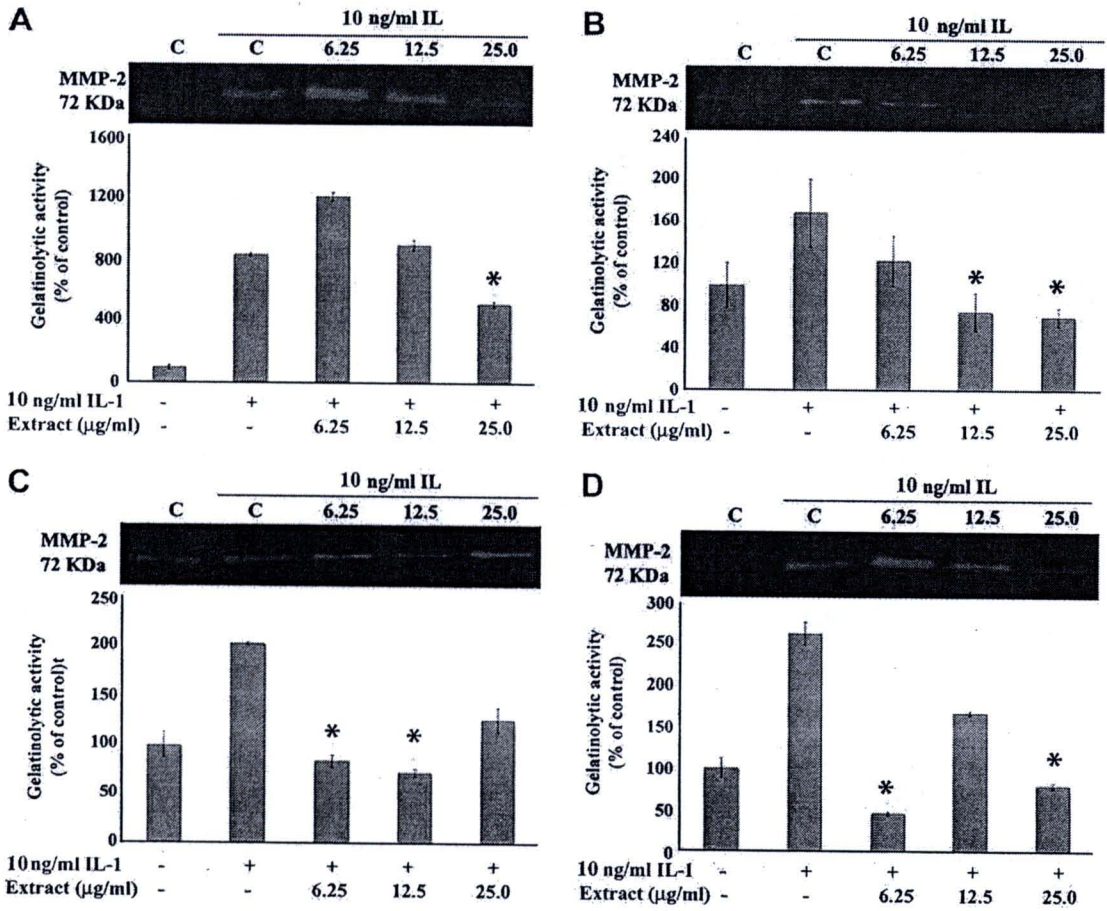 A
10 ng/ml IL
C C 6.25 12.5 25.0
MMP-2
72 KDa
1600
1200
800
400
0
Gelatinolytic activity
(% of control)
*
10 ng/ml IL-1 - + + + +
Extract (µg/ml) - - 6.25 12.5 25.0
B
10 ng/ml IL
C C 6.25 12.5 25.0
MMP-2
72 KDa
240
200
160
120
80
40
0
Gelatinolytic activity
(% of control)
* *
10 ng/ml IL-1 - + + + +
Extract (µg/ml) - - 6.25 12.5 25.0
C
10 ng/ml IL
C C 6.25 12.5 25.0
MMP-2
72 KDa
250
200
150
100
50
0
Gelatinolytic activity
(% of control)t
* *
10 ng/ml IL-1 - + + + +
Extract (µg/ml) - - 6.25 12.5 25.0
D
10 ng/ml IL
C C 6.25 12.5 25.0
MMP-2
72 KDa
300
250
200
150
100
50
0
Gelatinolytic activity
(% of control)
* *
10 ng/ml IL-1 - + + + +
Extract (µg/ml) - - 6.25 12.5 25.0